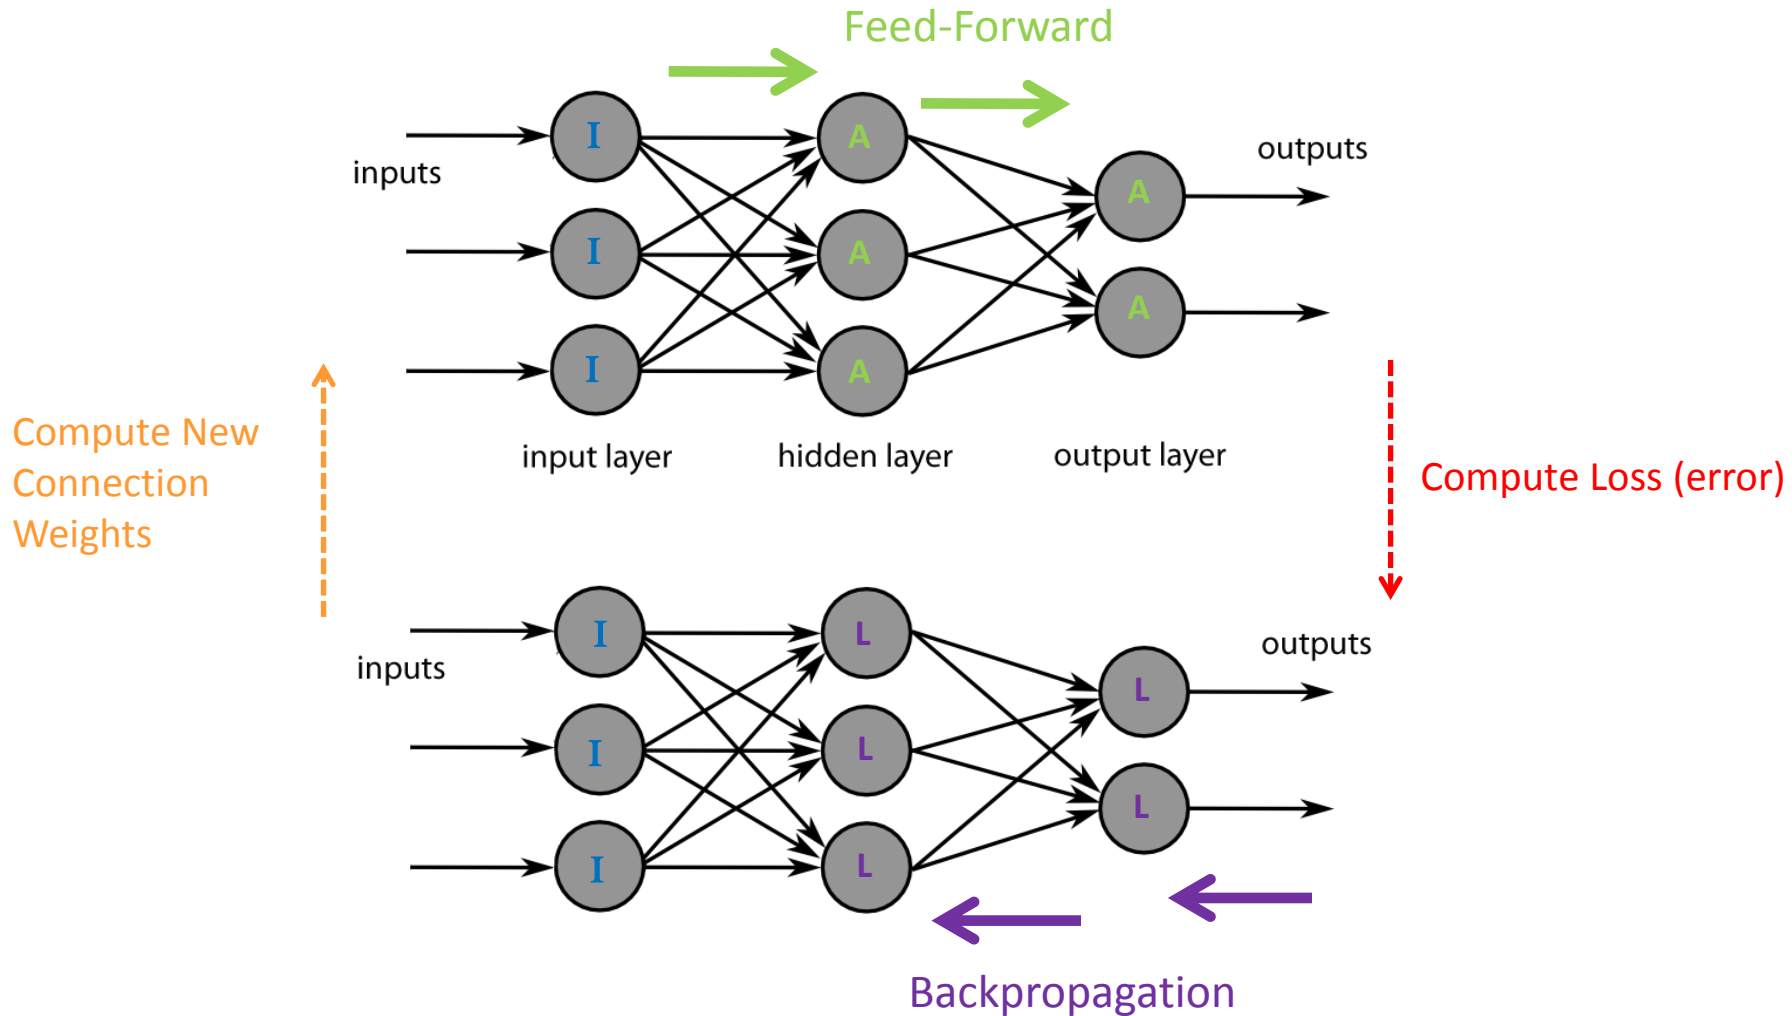 Feed-Forward
I
A
inputs
outputs
A
I
A
A
I
A
input layer
hidden layer
output layer
Compute New
Connection
Weights
Compute Loss (error)
I
L
inputs
outputs
L
I
L
L
I
L
Backpropagation